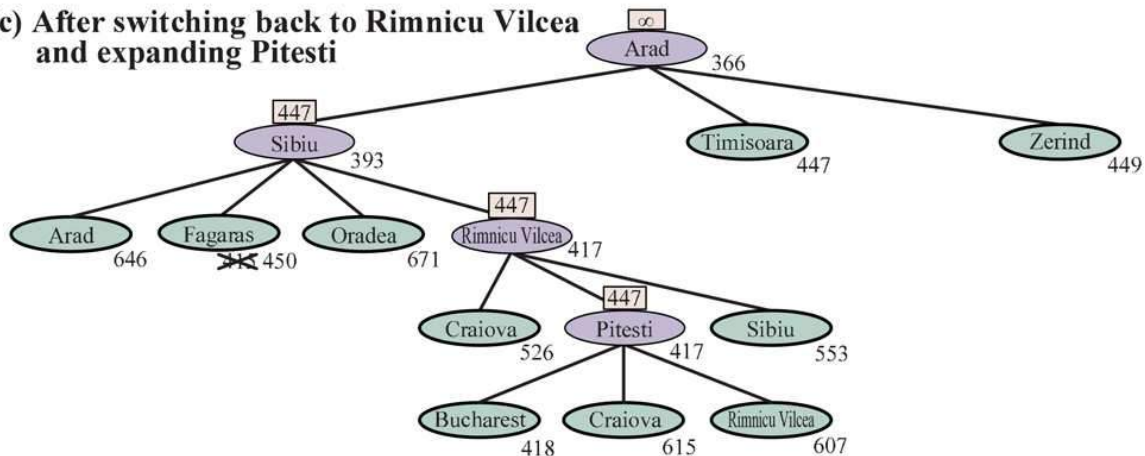 c) After switching back to Rimnicu Vilcea
and expanding Pitesti
∞
Arad
366
447
Sibiu
393
Timisoara
447
Zerind
449
Arad
646
Fagaras
415 450
Oradea
671
447
Rimnicu Vilcea
417
Craiova
526
447
Pitesti
417
Sibiu
553
Bucharest
418
Craiova
615
Rimnicu Vilcea
607